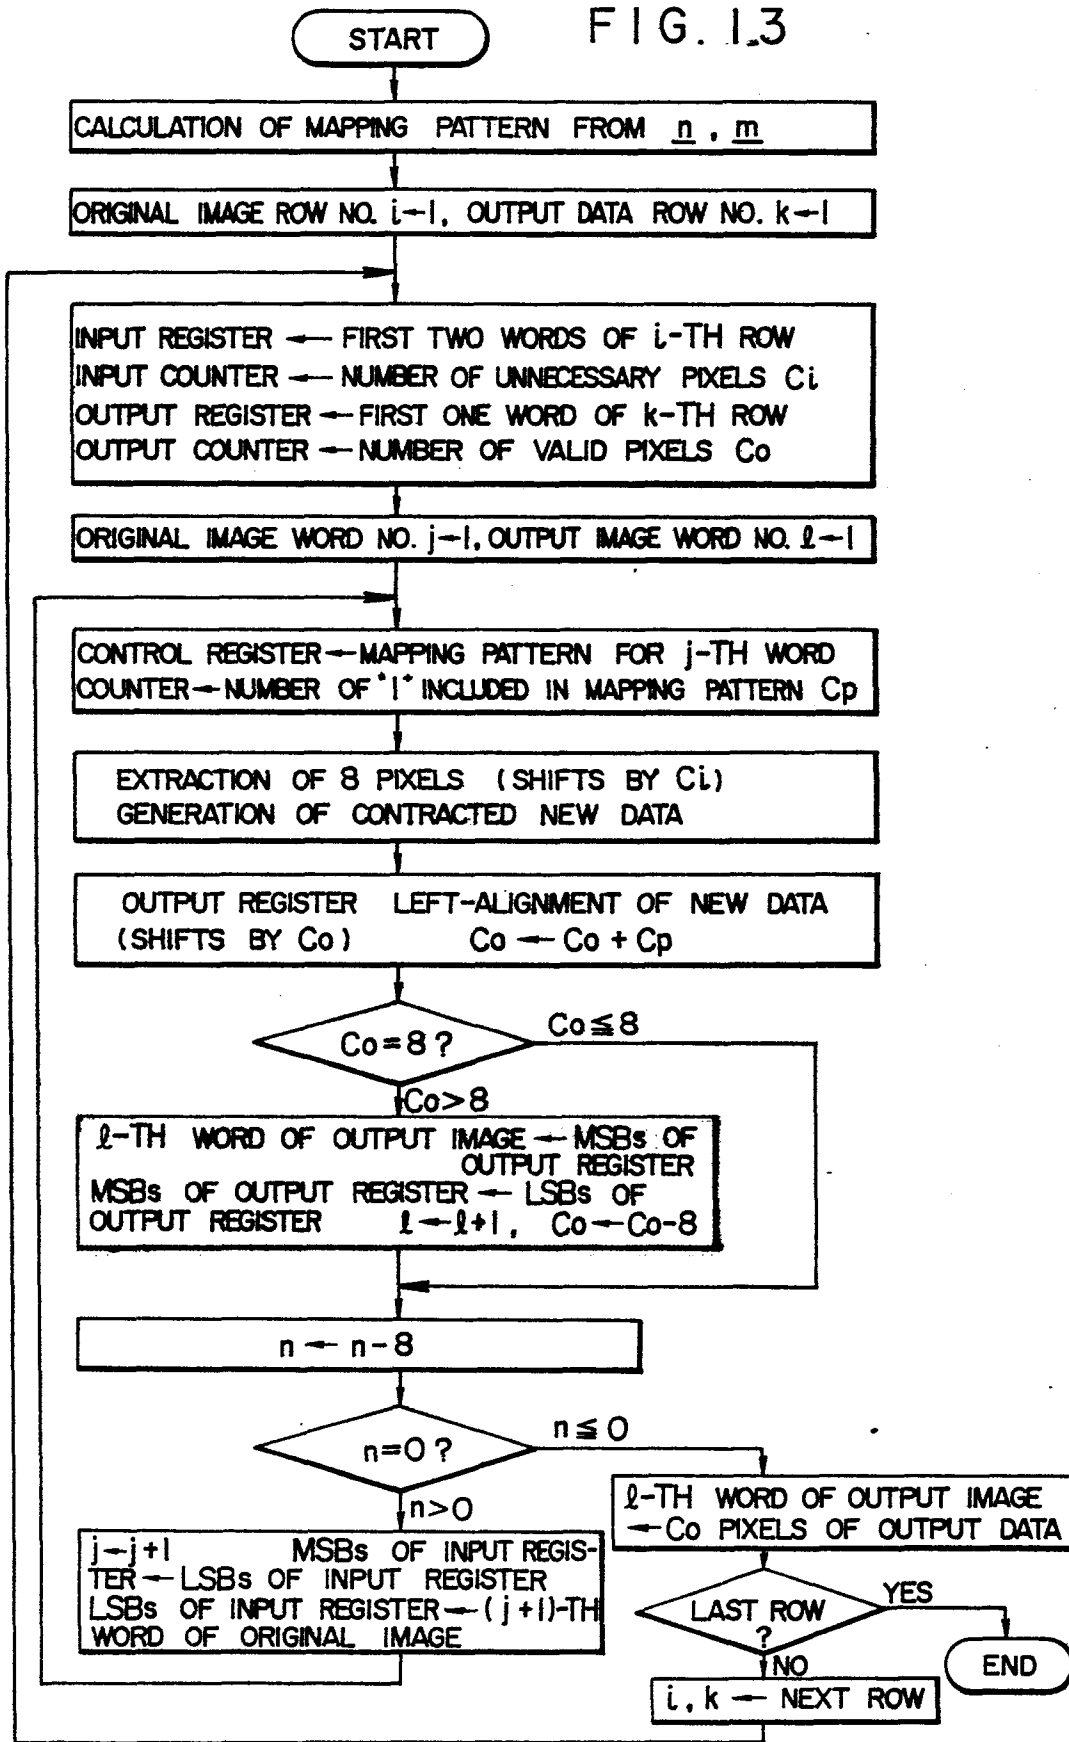 FIG. 13
START
CALCULATION OF MAPPING PATTERN FROM n, m
ORIGINAL IMAGE ROW NO. i←1, OUTPUT DATA ROW NO. k←1
INPUT REGISTER ← FIRST TWO WORDS OF i-TH ROW
INPUT COUNTER ← NUMBER OF UNNECESSARY PIXELS Ci
OUTPUT REGISTER ← FIRST ONE WORD OF k-TH ROW
OUTPUT COUNTER ← NUMBER OF VALID PIXELS Co
ORIGINAL IMAGE WORD NO. j←1, OUTPUT IMAGE WORD NO. ℓ←1
CONTROL REGISTER ← MAPPING PATTERN FOR j-TH WORD
COUNTER ← NUMBER OF "1" INCLUDED IN MAPPING PATTERN Cp
EXTRACTION OF 8 PIXELS (SHIFTS BY Ci)
GENERATION OF CONTRACTED NEW DATA
OUTPUT REGISTER LEFT-ALIGNMENT OF NEW DATA
(SHIFTS BY Co) Co ← Co + Cp
Co=8? Co≦8
Co>8
ℓ-TH WORD OF OUTPUT IMAGE ← MSBs OF
OUTPUT REGISTER
MSBs OF OUTPUT REGISTER ← LSBs OF
OUTPUT REGISTER ℓ←ℓ+1, Co←Co-8
n ← n-8
n=0? n≦0
n>0
j←j+1 MSBs OF INPUT REGIS-
TER ← LSBs OF INPUT REGISTER
LSBs OF INPUT REGISTER ← (j+1)-TH
WORD OF ORIGINAL IMAGE
ℓ-TH WORD OF OUTPUT IMAGE
← Co PIXELS OF OUTPUT DATA
LAST ROW
?
YES
NO
END
i, k ← NEXT ROW